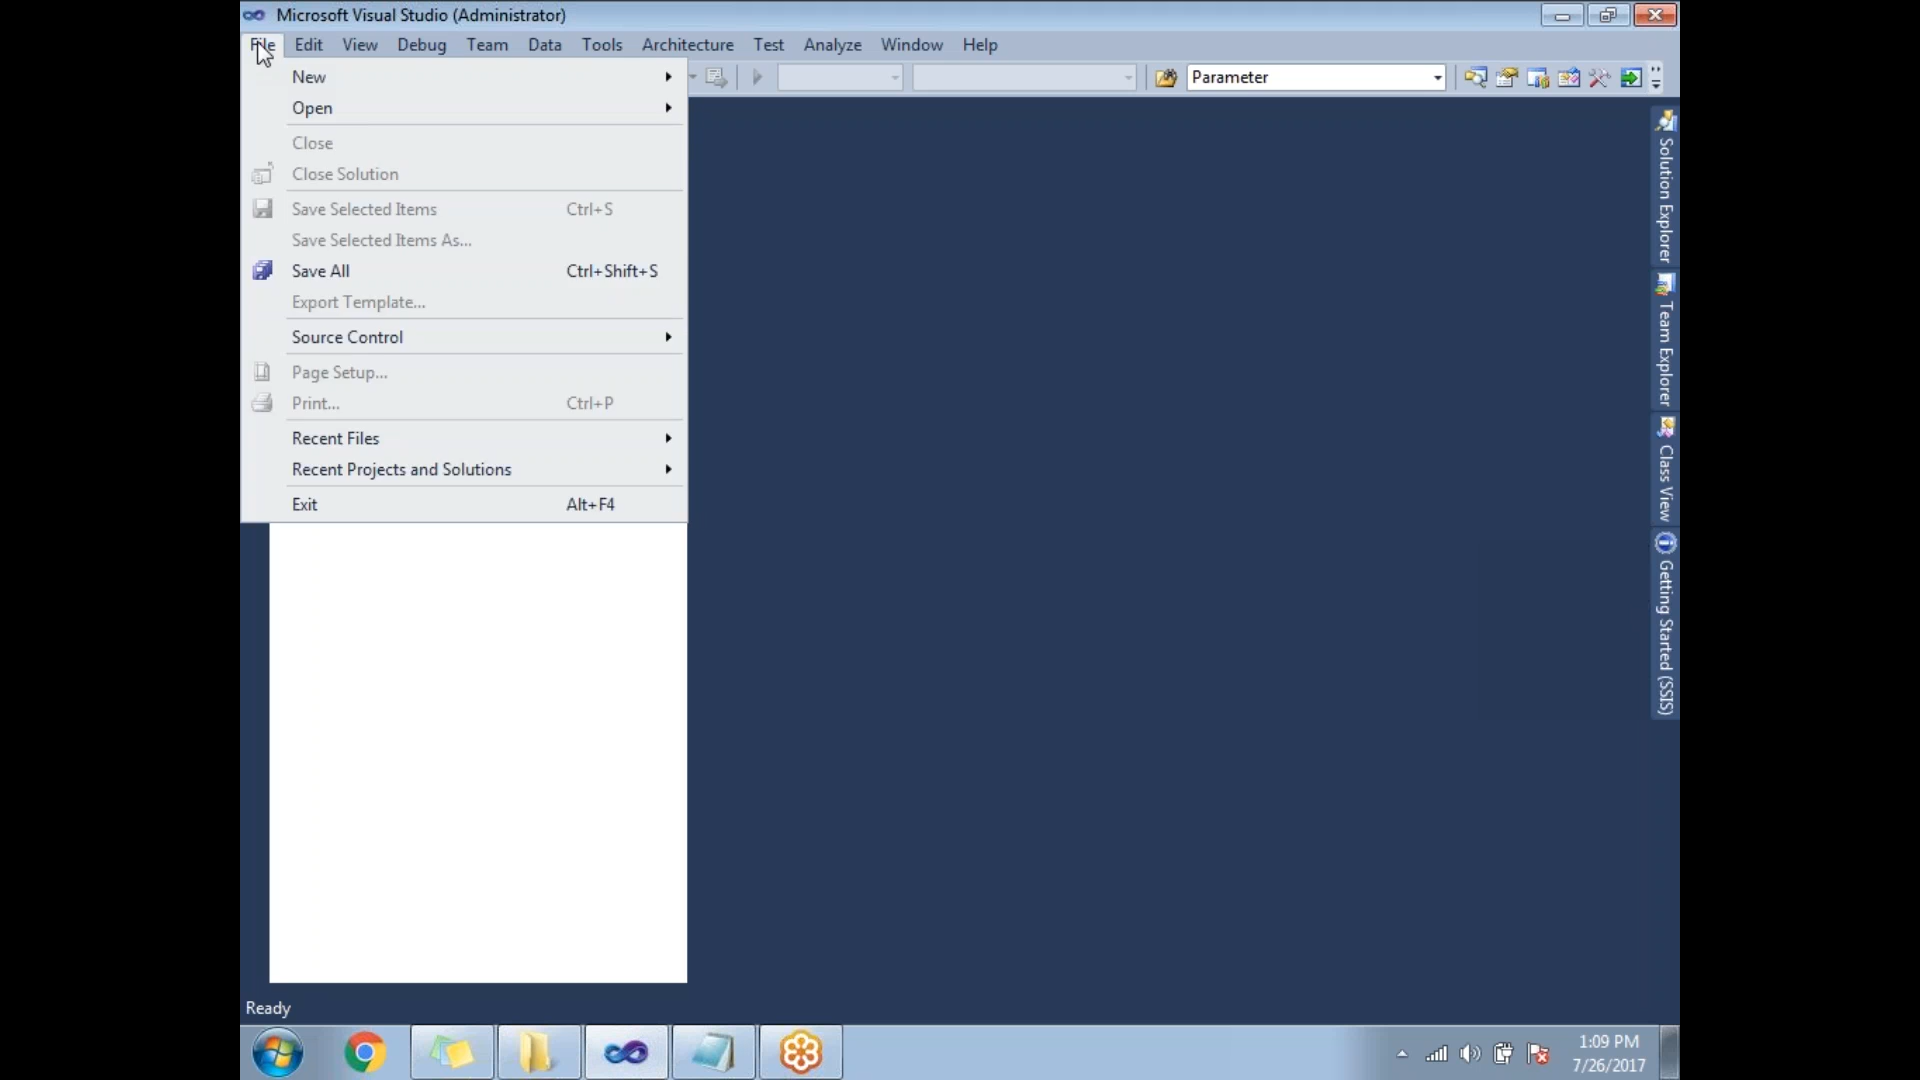 Microsoft Visual Studio (Administrator)
File Edit View Debug Team Data Tools Architecture Test Analyze Window Help
Parameter
New
Open
Close
Close Solution
Save Selected Items Ctrl+S
Save Selected Items As...
Save All Ctrl+Shift+S
Export Template...
Source Control
Page Setup...
Print... Ctrl+P
Recent Files
Recent Projects and Solutions
Exit Alt+F4
Solution Explorer
Team Explorer
Class View
Getting Started (SSIS)
Ready
1:09 PM
7/26/2017